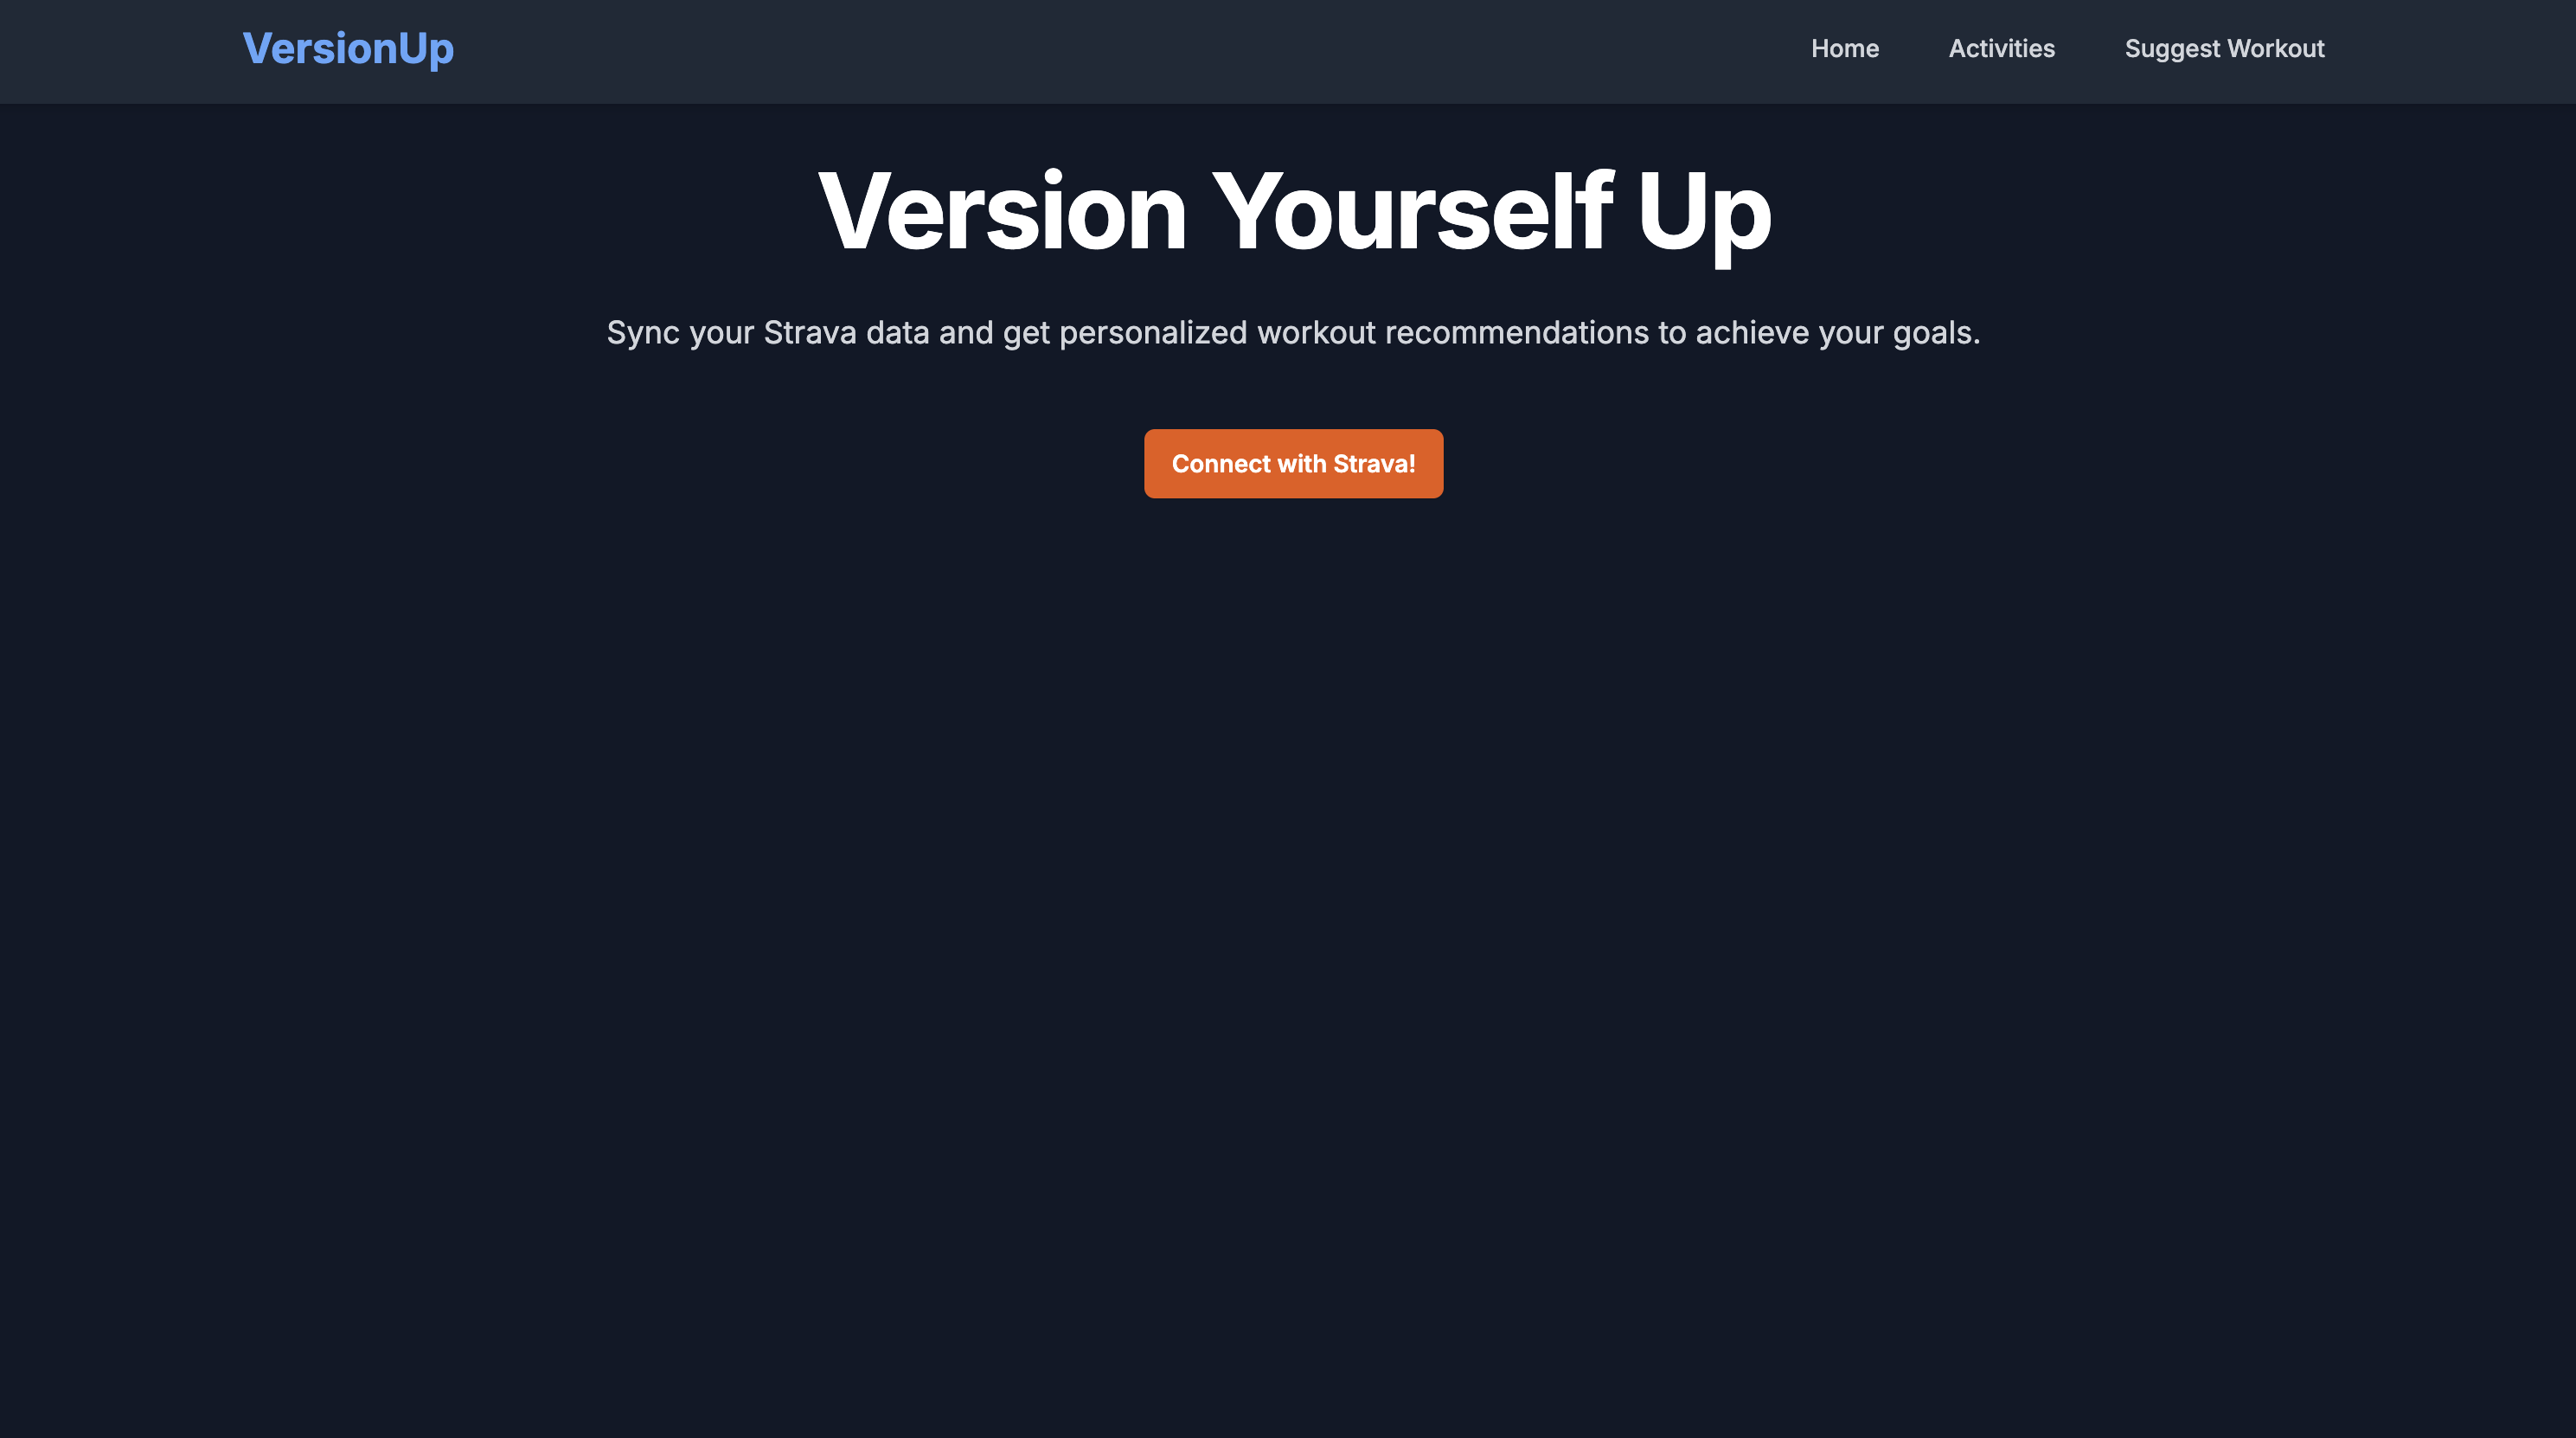 VersionUp
Home Activities Suggest Workout
Version Yourself Up
Sync your Strava data and get personalized workout recommendations to achieve your goals.
Connect with Strava!